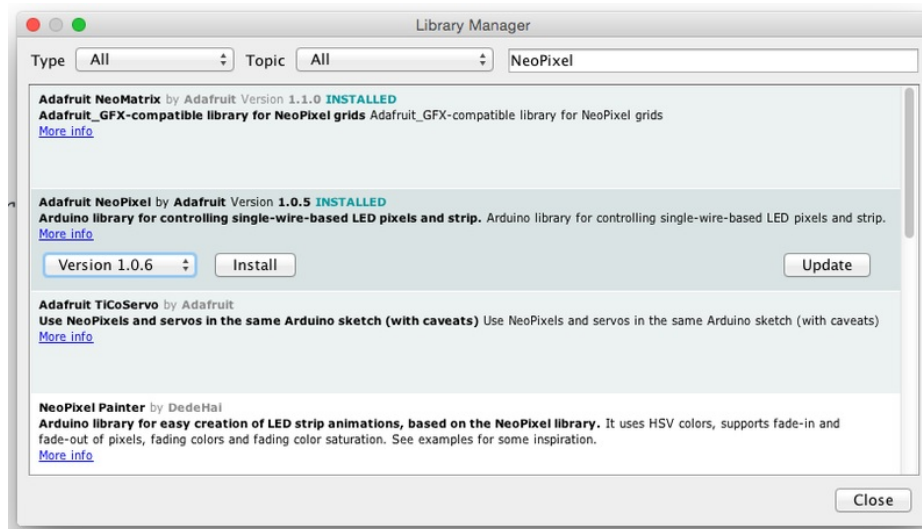 Library Manager
Type All Topic All NeoPixel
Adafruit NeoMatrix by Adafruit Version 1.1.0 INSTALLED
Adafruit_GFX-compatible library for NeoPixel grids Adafruit_GFX-compatible library for NeoPixel grids
More info
Adafruit NeoPixel by Adafruit Version 1.0.5 INSTALLED
Arduino library for controlling single-wire-based LED pixels and strip. Arduino library for controlling single-wire-based LED pixels and strip.
More info
Version 1.0.6 Install Update
Adafruit TiCoServo by Adafruit
Use NeoPixels and servos in the same Arduino sketch (with caveats) Use NeoPixels and servos in the same Arduino sketch (with caveats)
More info
NeoPixel Painter by DedeHai
Arduino library for easy creation of LED strip animations, based on the NeoPixel library. It uses HSV colors, supports fade-in and
fade-out of pixels, fading colors and fading color saturation. See examples for some inspiration.
More info
Close